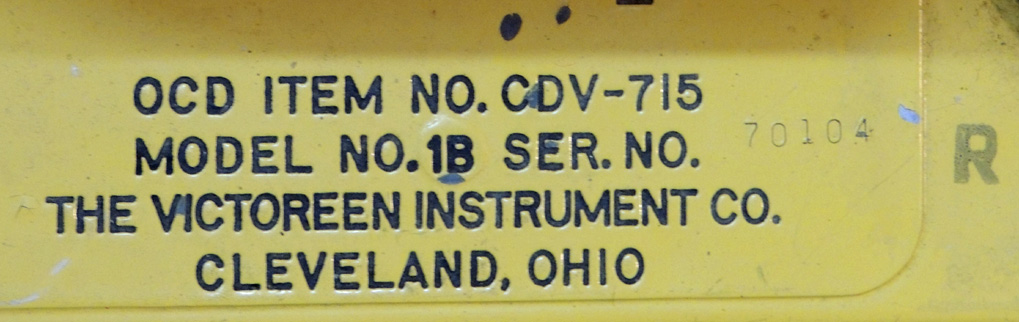 OCD ITEM NO. CDV-715
MODEL NO. 1B SER. NO. 70104
THE VICTOREEN INSTRUMENT CO.
CLEVELAND, OHIO
R